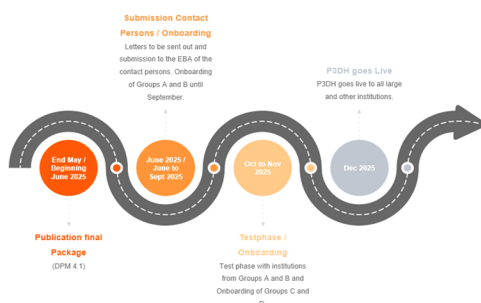 Submission Contact
Persons / Onboarding
Letters to be sent out and
submission to the EBA of the
contact persons. Onboarding
of Groups A and B until
September.
P3DH goes Live
P3DH goes live to all large
and other institutions.
End May /
Beginning
June 2025
June 2025 /
June to
Sept 2025
Oct to Nov
2025
Dec 2025
Publication final
Package
(DPM 4.1)
Testphase /
Onboarding
Test phase with institutions
from Groups A and B and
Onboarding of Groups C and